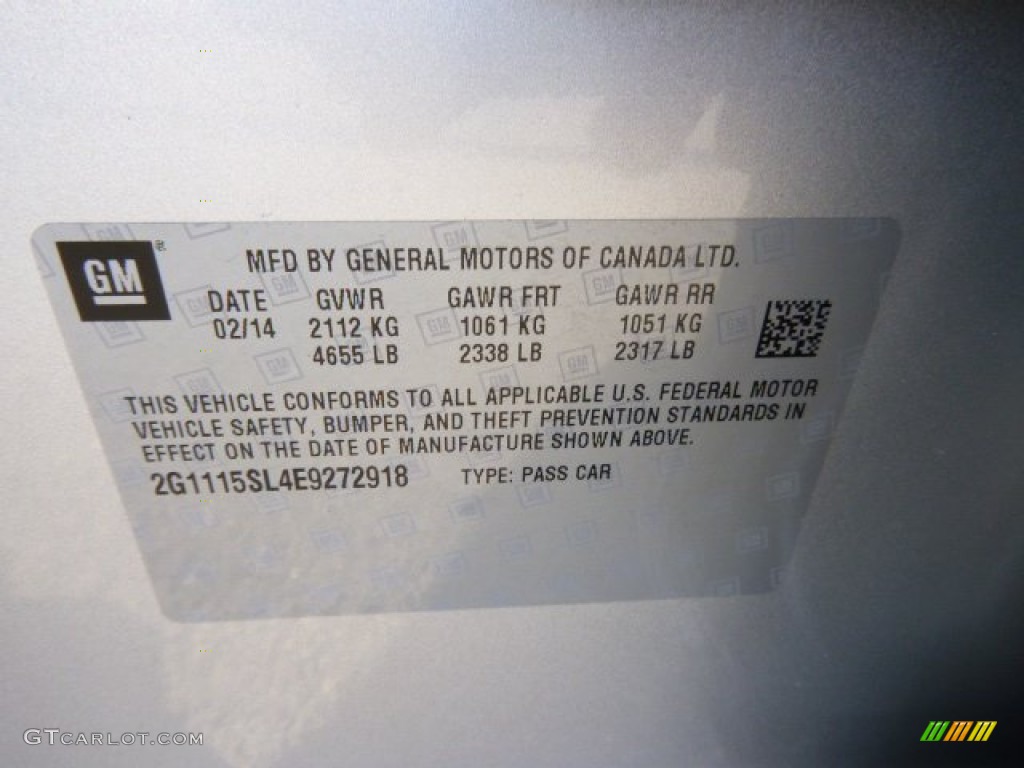 GM
MFD BY GENERAL MOTORS OF CANADA LTD.
DATE GVWR GAWR FRT GAWR RR
02/14 2112 KG 1061 KG 1051 KG
4655 LB 2338 LB 2317 LB
THIS VEHICLE CONFORMS TO ALL APPLICABLE U.S. FEDERAL MOTOR
VEHICLE SAFETY, BUMPER, AND THEFT PREVENTION STANDARDS IN
EFFECT ON THE DATE OF MANUFACTURE SHOWN ABOVE.
2G1115SL4E9272918 TYPE: PASS CAR
GTCARLOT.COM